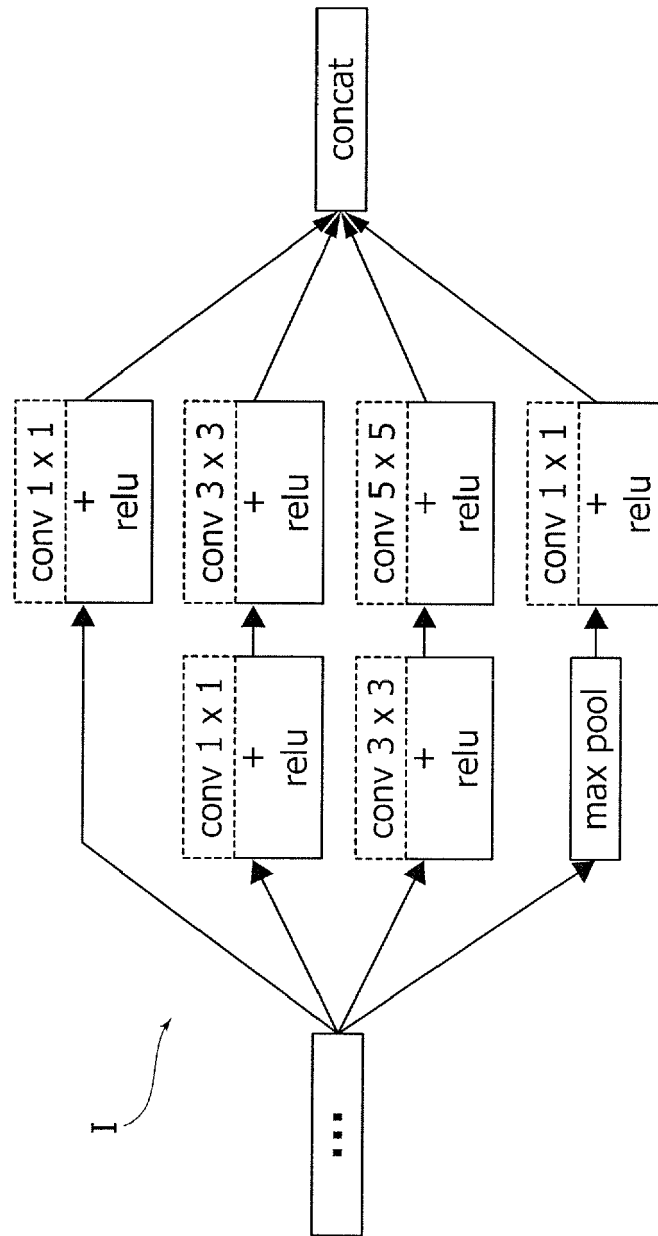 I
...
conv 1 x 1
+
relu
conv 1 x 1
+
relu
conv 3 x 3
+
relu
conv 3 x 3
+
relu
conv 5 x 5
+
relu
max pool
conv 1 x 1
+
relu
concat